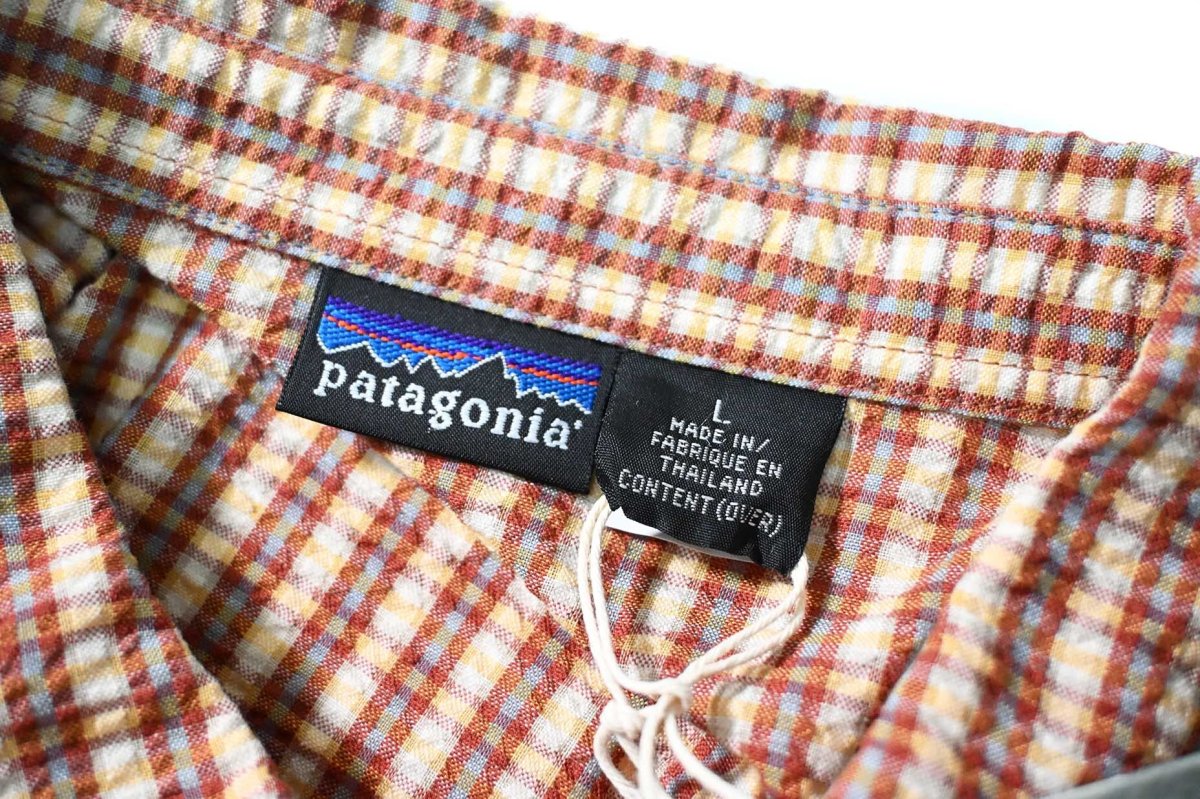 patagonia®
L
MADE IN/
FABRIQUE EN
THAILAND
CONTENT (OVER)